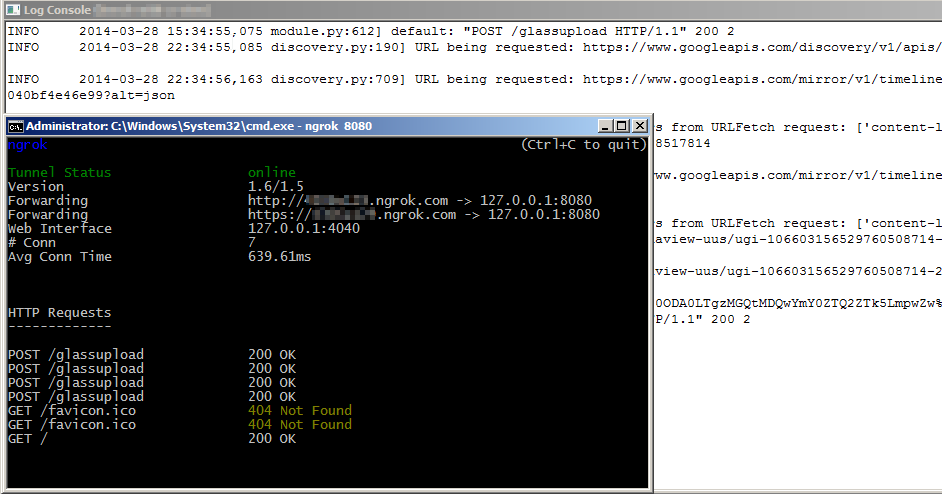 Log Console
INFO 2014-03-28 15:34:55,075 module.py:612] default: "POST /glassupload HTTP/1.1" 200 2
INFO 2014-03-28 22:34:55,085 discovery.py:190] URL being requested: https://www.googleapis.com/discovery/v1/apis/
INFO 2014-03-28 22:34:56,163 discovery.py:709] URL being requested: https://www.googleapis.com/mirror/v1/timeline
040bf4e46e99?alt=json
s from URLFetch request: ['content-l
8517814
ww.googleapis.com/mirror/v1/timeline
s from URLFetch request: ['content-l
aview-uus/ugi-106603156529760508714-2
aview-uus/ugi-106603156529760508714-2
0ODA0LTgzMGQtMDQwYmY0ZTQ2ZTk5LmpwZw%
P/1.1" 200 2
Administrator: C:\Windows\System32\cmd.exe - ngrok 8080
ngrok (Ctrl+C to quit)
Tunnel Status online
Version 1.6/1.5
Forwarding http:// .ngrok.com -> 127.0.0.1:8080
Forwarding https:// .ngrok.com -> 127.0.0.1:8080
Web Interface 127.0.0.1:4040
# Conn 7
Avg Conn Time 639.61ms
HTTP Requests
-------------
POST /glassupload 200 OK
POST /glassupload 200 OK
POST /glassupload 200 OK
POST /glassupload 200 OK
GET /favicon.ico 404 Not Found
GET /favicon.ico 404 Not Found
GET / 200 OK